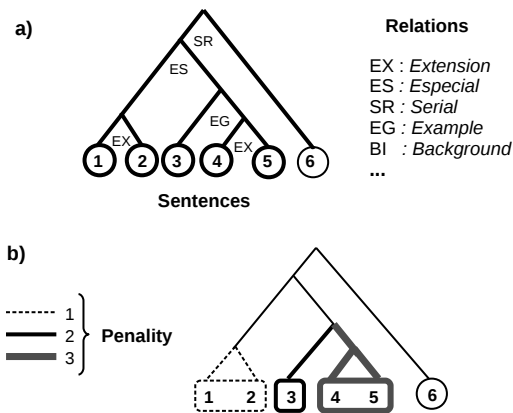 a)
SR
ES
EG
EX
EX
1 2 3 4 5 6
Sentences
Relations
EX : Extension
ES : Especial
SR : Serial
EG : Example
BI : Background
...
b)
1
2
3
Penality
1 2 3 4 5 6